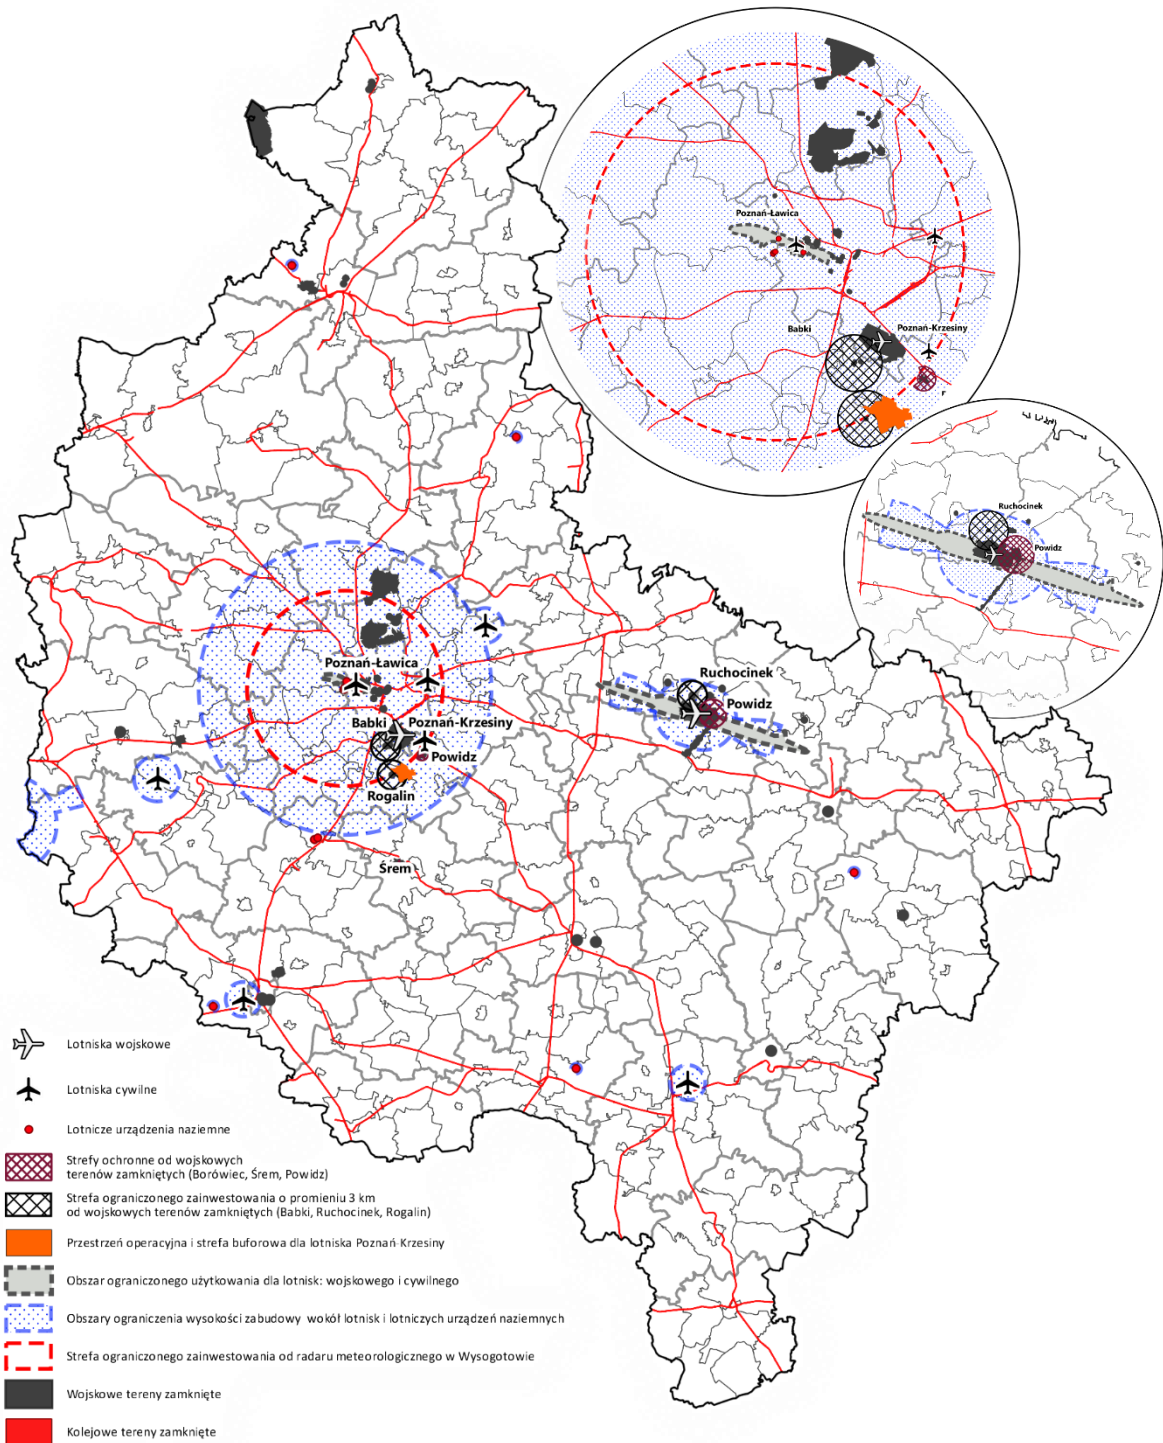 Poznań-Ławica
Babki
Poznań-Krzesiny
Ruchocinek
Powidz
Poznań-Ławica
Babki
Poznań-Krzesiny
Powidz
Rogalin
Ruchocinek
Powidz
Śrem
Lotniska wojskowe
Lotniska cywilne
Lotnicze urządzenia naziemne
Strefy ochronne od wojskowych
terenów zamkniętych (Borówiec, Śrem, Powidz)
Strefa ograniczonego zainwestowania o promieniu 3 km
od wojskowych terenów zamkniętych (Babki, Ruchocinek, Rogalin)
Przestrzeń operacyjna i strefa buforowa dla lotniska Poznań-Krzesiny
Obszar ograniczonego użytkowania dla lotnisk: wojskowego i cywilnego
Obszary ograniczenia wysokości zabudowy wokół lotnisk i lotniczych urządzeń naziemnych
Strefa ograniczonego zainwestowania od radaru meteorologicznego w Wysogotowie
Wojskowe tereny zamknięte
Kolejowe tereny zamknięte